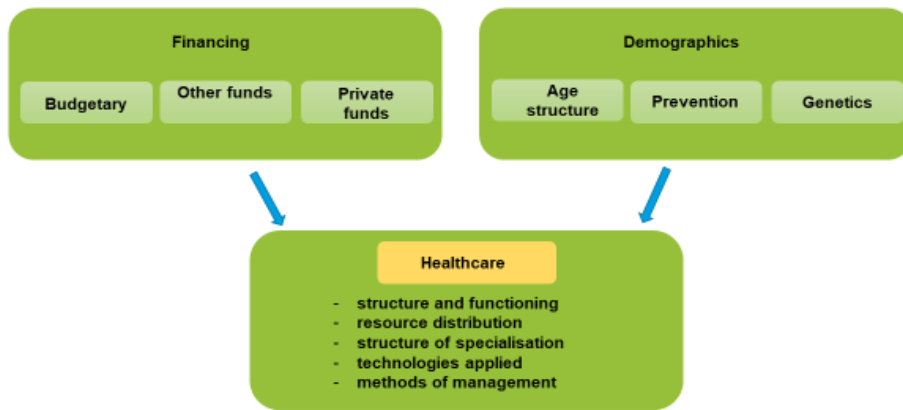 Financing
Budgetary
Other funds
Private
funds
Demographics
Age
structure
Prevention
Genetics
Healthcare
- structure and functioning
- resource distribution
- structure of specialisation
- technologies applied
- methods of management